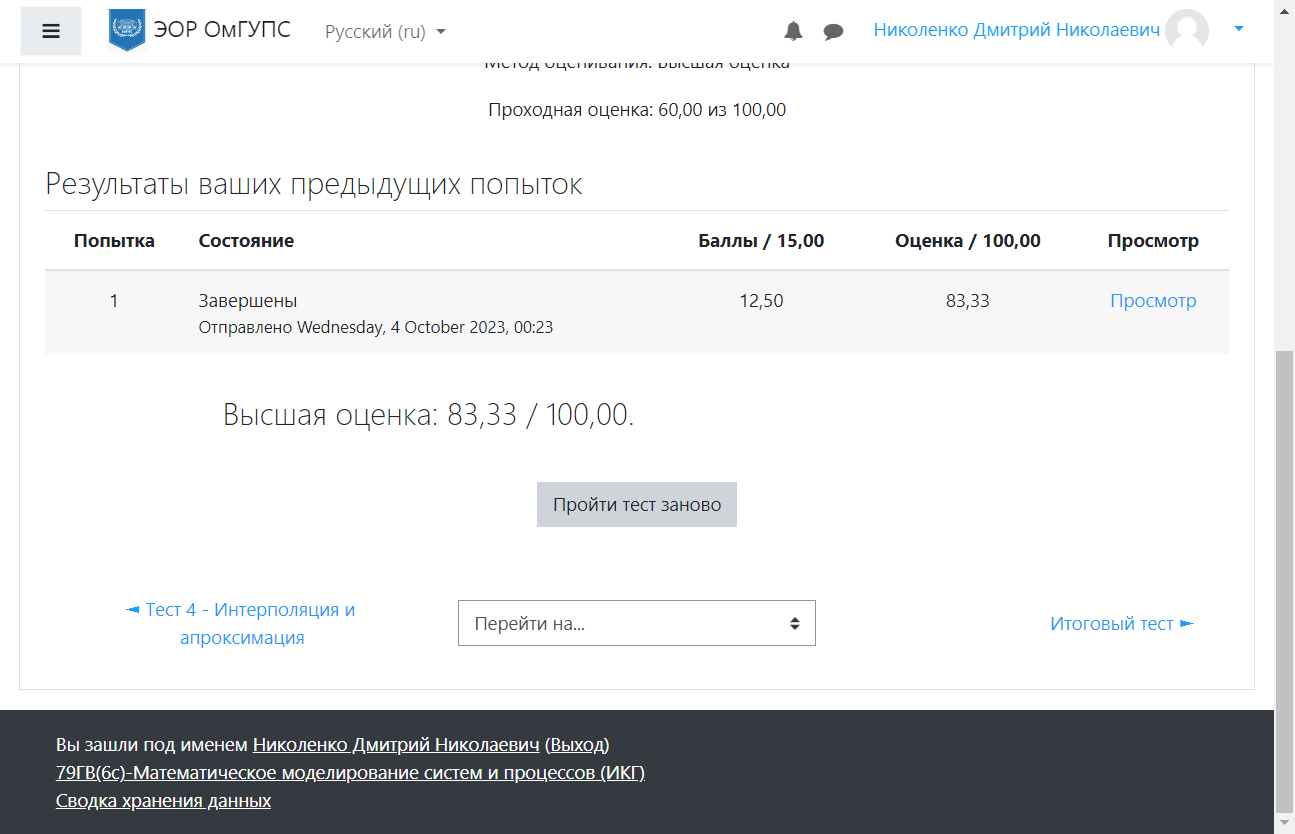 ЭОР ОмГУПС
Русский (ru)
Николенко Дмитрий Николаевич
Метод оценивания: Высшая оценка
Проходная оценка: 60,00 из 100,00
Результаты ваших предыдущих попыток
Попытка Состояние Баллы / 15,00 Оценка / 100,00 Просмотр
1 Завершены 12,50 83,33 Просмотр
Отправлено Wednesday, 4 October 2023, 00:23
Высшая оценка: 83,33 / 100,00.
Пройти тест заново
◄ Тест 4 - Интерполяция и
апроксимация
Перейти на...
Итоговый тест ►
Вы зашли под именем Николенко Дмитрий Николаевич (Выход)
79ГВ(6с)-Математическое моделирование систем и процессов (ИКГ)
Сводка хранения данных